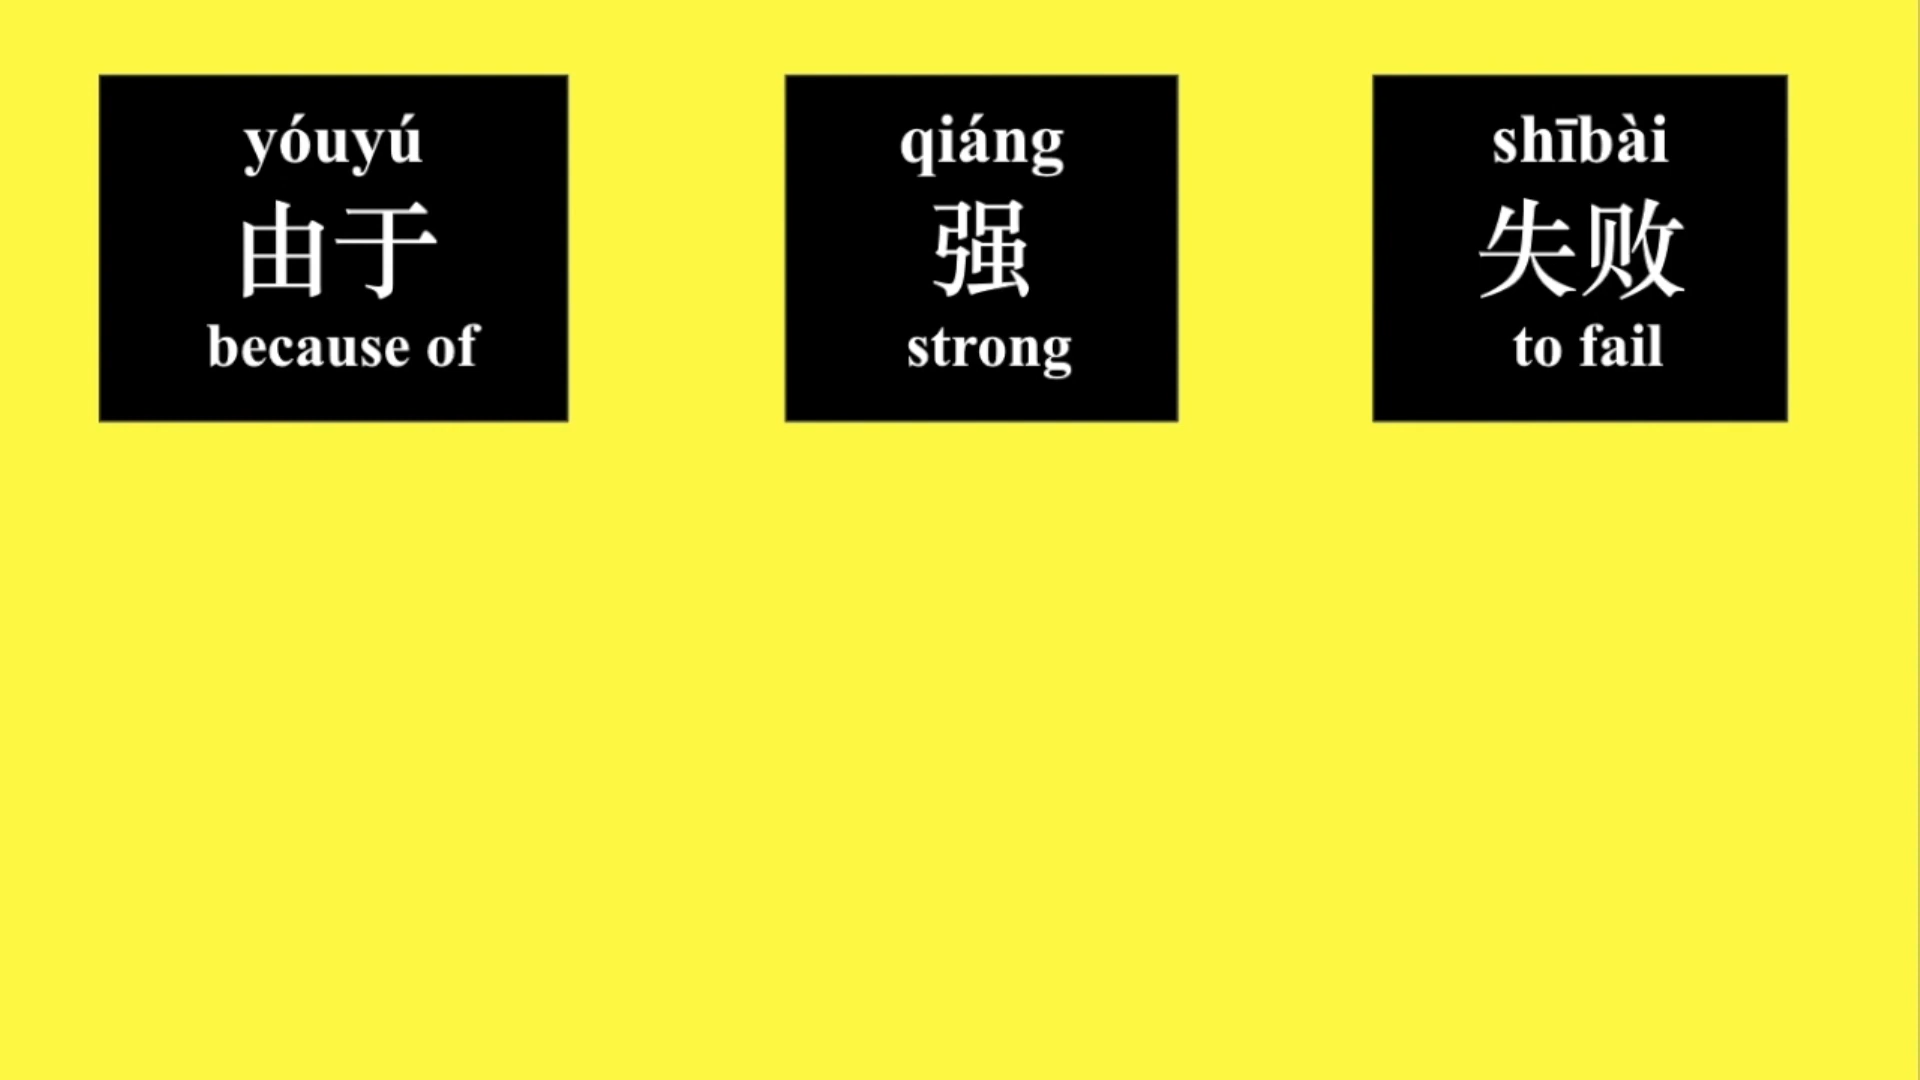 yóuyú
由于
because of
qiáng
强
strong
shībài
失败
to fail